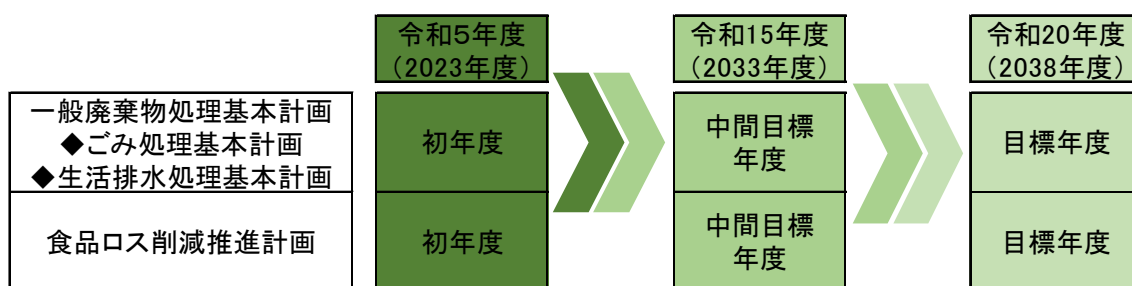 令和5年度
（2023年度）
令和15年度
（2033年度）
令和20年度
（2038年度）
一般廃棄物処理基本計画
◆ごみ処理基本計画
◆生活排水処理基本計画
初年度
中間目標
年度
目標年度
食品ロス削減推進計画
初年度
中間目標
年度
目標年度